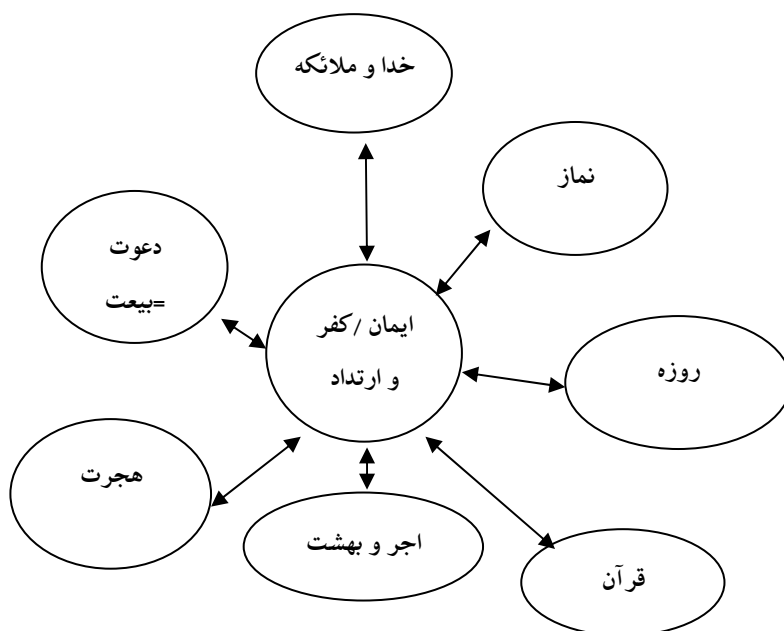 خدا و ملائکه
نماز
دعوت
=بیعت
ایمان /کفر
و ارتداد
روزه
هجرت
اجر و بهشت
قرآن